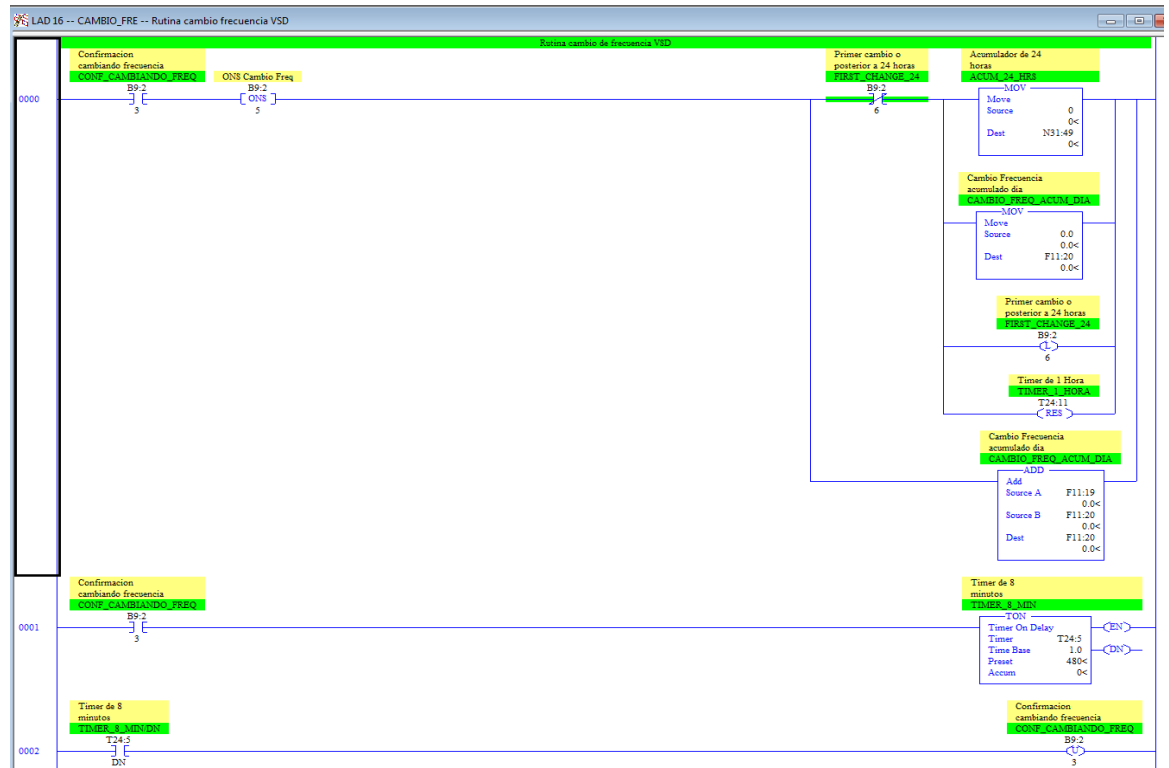 LAD 16 -- CAMBIO_FRE -- Rutina cambio frecuencia VSD
Rutina cambio de frecuencia VSD
Confirmacion
cambiando frecuencia
CONF_CAMBIANDO_FREQ
B9:2
3
ONS Cambio Freq
B9:2
ONS
5
Primer cambio o
posterior a 24 horas
FIRST_CHANGE_24
B9:2
6
Acumulador de 24
horas
ACUM_24_HRS
MOV
Move
Source 0
0<
Dest N31:49
0<
0000
Cambio Frecuencia
acumulado dia
CAMBIO_FREQ_ACUM_DIA
MOV
Move
Source 0.0
0.0<
Dest F11:20
0.0<
Primer cambio o
posterior a 24 horas
FIRST_CHANGE_24
B9:2
L
6
Timer de 1 Hora
TIMER_1_HORA
T24:11
RES
Cambio Frecuencia
acumulado dia
CAMBIO_FREQ_ACUM_DIA
ADD
Add
Source A F11:19
0.0<
Source B F11:20
0.0<
Dest F11:20
0.0<
Confirmacion
cambiando frecuencia
CONF_CAMBIANDO_FREQ
B9:2
3
0001
Timer de 8
minutos
TIMER_8_MIN
TON
Timer On Delay
Timer T24:5
Time Base 1.0
Preset 480<
Accum 0<
EN
DN
Timer de 8
minutos
TIMER_8_MIN/DN
T24:5
DN
0002
Confirmacion
cambiando frecuencia
CONF_CAMBIANDO_FREQ
B9:2
U
3